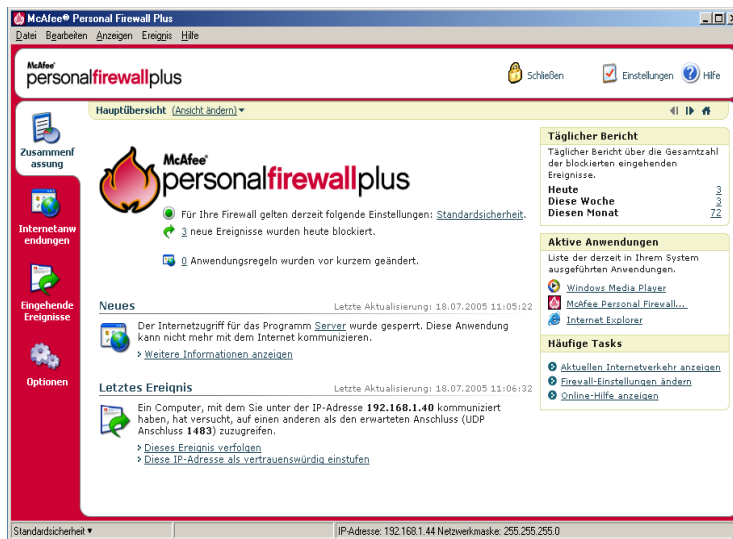 McAfee® Personal Firewall Plus
Datei Bearbeiten Anzeigen Ereignis Hilfe
McAfee®
personalfirewallplus
Schließen
Einstellungen
Hilfe
Hauptübersicht (Ansicht ändern)
Zusammenf
assung
Internetanw
endungen
Eingehende
Ereignisse
Optionen
McAfee®
personalfirewallplus
Für Ihre Firewall gelten derzeit folgende Einstellungen: Standardsicherheit.
3 neue Ereignisse wurden heute blockiert.
0 Anwendungsregeln wurden vor kurzem geändert.
Neues
Letzte Aktualisierung: 18.07.2005 11:05:22
Der Internetzugriff für das Programm Server wurde gesperrt. Diese Anwendung
kann nicht mehr mit dem Internet kommunizieren.
Weitere Informationen anzeigen
Letztes Ereignis
Letzte Aktualisierung: 18.07.2005 11:06:32
Ein Computer, mit dem Sie unter der IP-Adresse 192.168.1.40 kommuniziert
haben, hat versucht, auf einen anderen als den erwarteten Anschluss (UDP
Anschluss 1483) zuzugreifen.
Dieses Ereignis verfolgen
Diese IP-Adresse als vertrauenswürdig einstufen
Täglicher Bericht
Täglicher Bericht über die Gesamtzahl
der blockierten eingehenden
Ereignisse.
Heute 3
Diese Woche 3
Diesen Monat 72
Aktive Anwendungen
Liste der derzeit in Ihrem System
ausgeführten Anwendungen.
Windows Media Player
McAfee Personal Firewall...
Internet Explorer
Häufige Tasks
Aktuellen Internetverkehr anzeigen
Firewall-Einstellungen ändern
Online-Hilfe anzeigen
Standardsicherheit
IP-Adresse: 192.168.1.44 Netzwerkmaske: 255.255.255.0